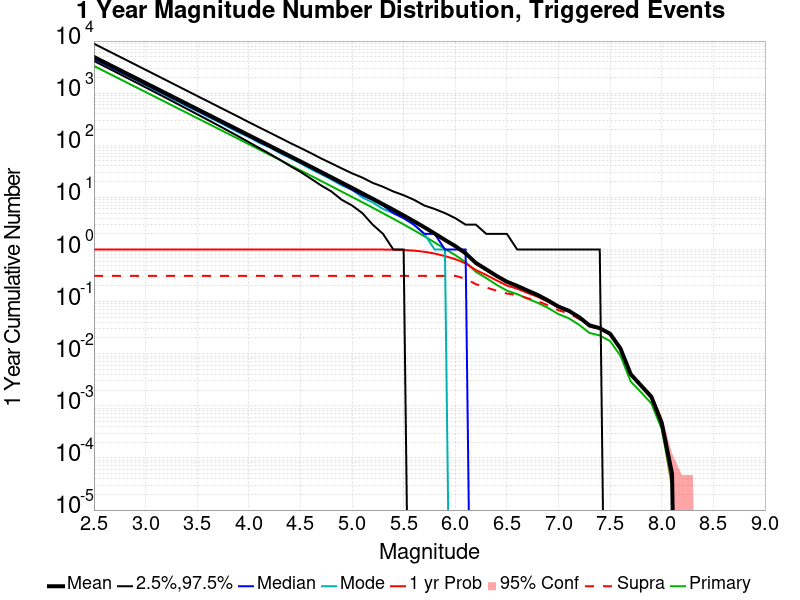 1 Year Magnitude Number Distribution, Triggered Events
1 Year Cumulative Number
10^4
10^3
10^2
10^1
10^0
10^-1
10^-2
10^-3
10^-4
10^-5
2.5 3.0 3.5 4.0 4.5 5.0 5.5 6.0 6.5 7.0 7.5 8.0 8.5 9.0
Magnitude
Mean 2.5%,97.5% Median Mode 1 yr Prob 95% Conf Supra Primary